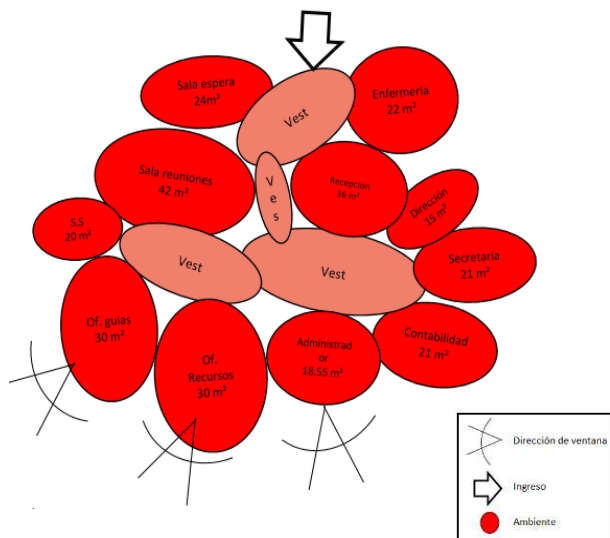 Sala espera
24m²
Vest
Enfermería
22 m²
Sala reuniones
42 m²
V
e
s
Recepcion
36 m²
Dirección
15 m²
S.S
20 m²
Vest
Vest
Secretaria
21 m²
Of. guias
30 m²
Of.
Recursos
30 m²
Administrad
or
18.55 m²
Contabilidad
21 m²
Dirección de ventana
Ingreso
Ambiente